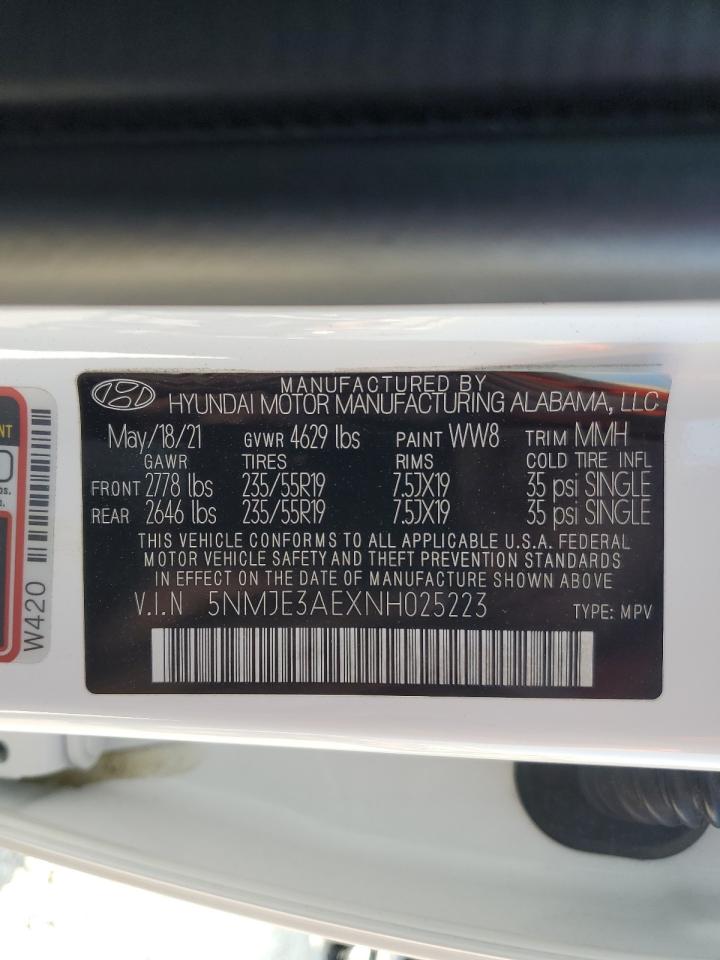 MANUFACTURED BY
HYUNDAI MOTOR MANUFACTURING ALABAMA, LLC
May/18/21 GVWR 4629 lbs PAINT WW8 TRIM MMH
GAWR TIRES RIMS COLD TIRE INFL
FRONT 2778 lbs 235/55R19 7.5JX19 35 psi SINGLE
REAR 2646 lbs 235/55R19 7.5JX19 35 psi SINGLE
THIS VEHICLE CONFORMS TO ALL APPLICABLE U.S.A. FEDERAL
MOTOR VEHICLE SAFETY AND THEFT PREVENTION STANDARDS
IN EFFECT ON THE DATE OF MANUFACTURE SHOWN ABOVE
V.I.N 5NMJE3AEXNH025223 TYPE: MPV
W420